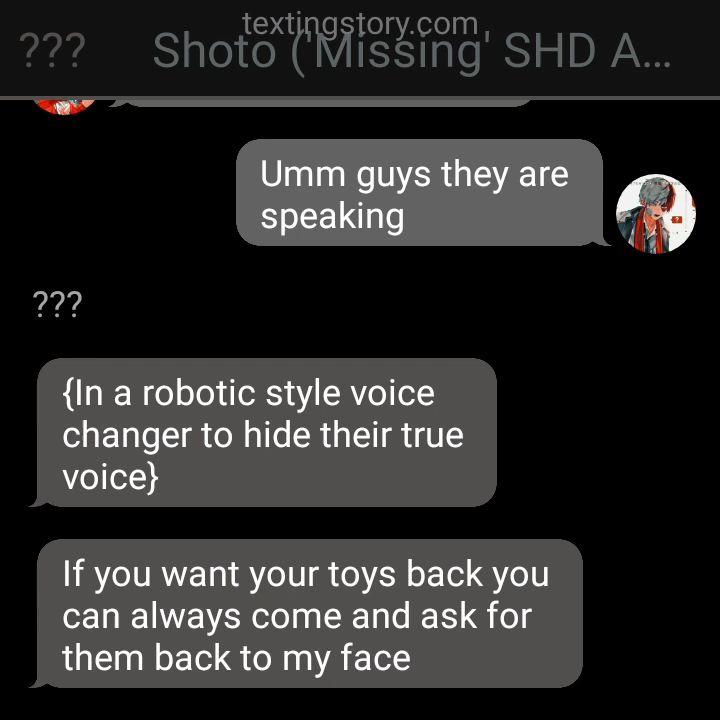 textingstory.com
??? Shoto ('Missing' SHD A...
Umm guys they are
speaking
???
{In a robotic style voice
changer to hide their true
voice}
If you want your toys back you
can always come and ask for
them back to my face